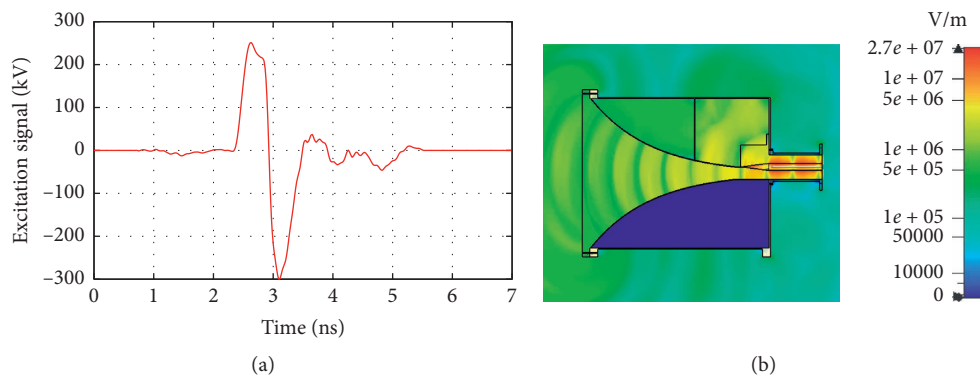 300
200
100
0
−100
−200
−300
Excitation signal (kV)
0 1 2 3 4 5 6 7
Time (ns)
(a)
V/m
2.7e + 07
1e + 07
5e + 06
1e + 06
5e + 05
1e + 05
50000
10000
0
(b)